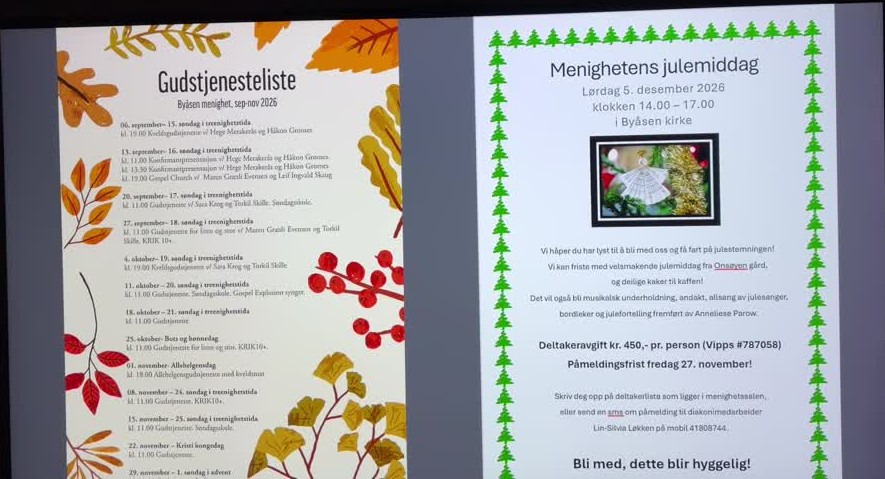 Gudstjenesteliste
Byåsen menighet, sep-nov 2026
06. september– 15. søndag i treenighetstida
kl. 19.00 Kveldsgudstjeneste v/ Hege Merakerås og Håkon Groenes
13. september– 16. søndag i treenighetstida
kl. 11.00 Konfirmantpresentasjon v/ Hege Merakerås og Håkon Groenes
kl. 13.30 Konfirmantpresentasjon v/ Hege Merakerås og Håkon Groenes
kl. 19.00 Gospel Church v/ Maren Granli Evensen og Leif Ingvald Skaug
20. september– 17. søndag i treenighetstida
kl. 11.00 Gudstjeneste v/ Sara Krog og Torkil Skille. Søndagsskole.
27. september– 18. søndag i treenighetstida
kl. 11.00 Gudstjeneste for liten og stor v/ Maren Granli Evensen og Torkil
Skille. KRIK 10+.
4. oktober– 19. søndag i treenighetstida
kl. 19.00 Kveldsgudstjeneste v/ Sara Krog og Torkil Skille
11. oktober – 20. søndag i treenighetstida
kl. 11.00 Gudstjeneste. Søndagsskole. Gospel Explosion synger.
18. oktober – 21. søndag i treenighetstida
kl. 11.00 Gudstjeneste
25. oktober– Bots og bønnedag
kl. 11.00 Gudstjeneste for liten og stor. KRIK10+.
01. november– Allehelgensdag
kl. 18.00 Allehelgensgudstjeneste med kveldsmat
08. november – 24. søndag i treenighetstida
kl. 11.00 Gudstjeneste. KRIK10+.
15. november – 25. søndag i treenighetstida
kl. 11.00 Gudstjeneste. Søndagsskole.
22. november – Kristi kongedag
kl. 11.00 Gudstjeneste.
29. november – 1. søndag i advent
Menighetens julemiddag
Lørdag 5. desember 2026
klokken 14.00 – 17.00
i Byåsen kirke
Vi håper du har lyst til å bli med oss og få fart på julestemningen!
Vi kan friste med velsmakende julemiddag fra Onsøyen gård,
og deilige kaker til kaffen!
Det vil også bli musikalsk underholdning, andakt, allsang av julesanger,
bordleker og julefortelling fremført av Anneliese Parow.
Deltakeravgift kr. 450,- pr. person (Vipps #787058)
Påmeldingsfrist fredag 27. november!
Skriv deg opp på deltakerlista som ligger i menighetssalen,
eller send en sms om påmelding til diakonimedarbeider
Lin-Silvia Løkken på mobil 41808744.
Bli med, dette blir hyggelig!